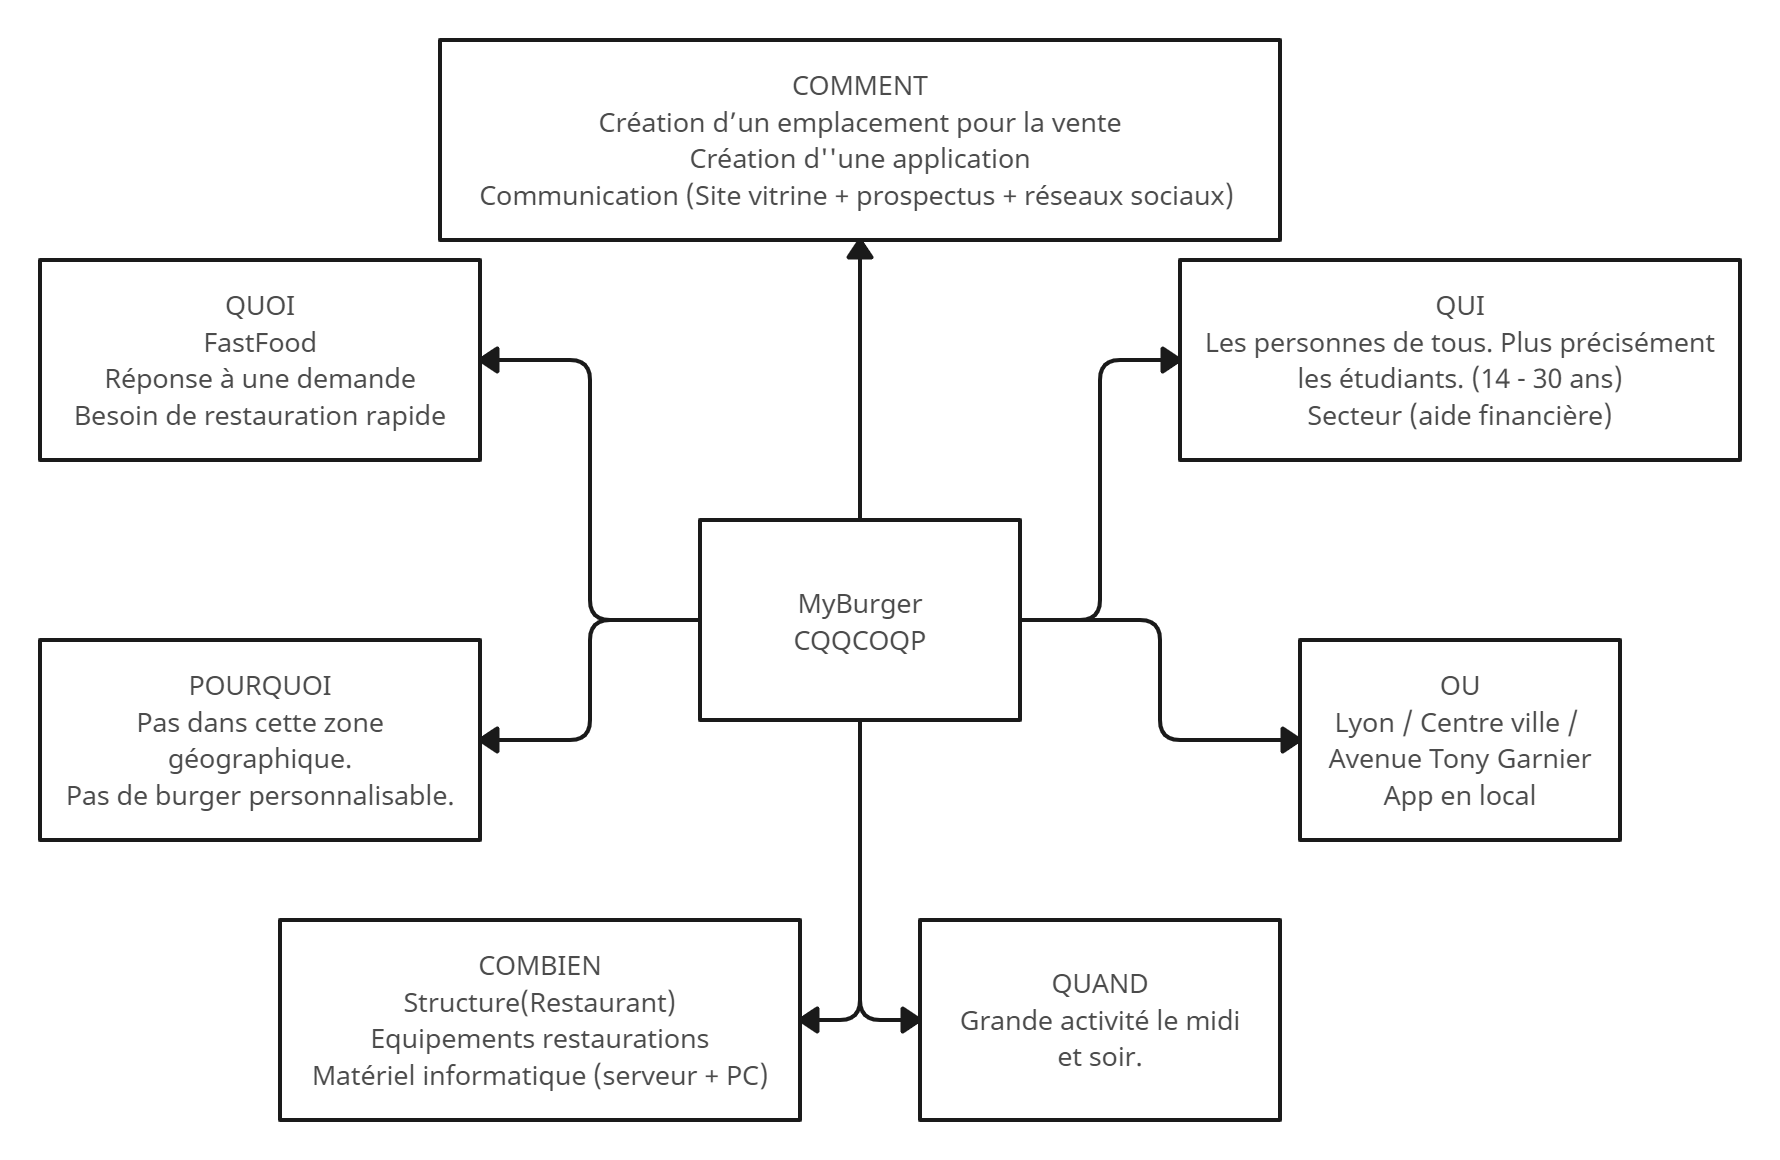 COMMENT
Création d’un emplacement pour la vente
Création d''une application
Communication (Site vitrine + prospectus + réseaux sociaux)
QUOI
FastFood
Réponse à une demande
Besoin de restauration rapide
QUI
Les personnes de tous. Plus précisément
les étudiants. (14 - 30 ans)
Secteur (aide financière)
MyBurger
CQQCOQP
POURQUOI
Pas dans cette zone
géographique.
Pas de burger personnalisable.
OU
Lyon / Centre ville /
Avenue Tony Garnier
App en local
COMBIEN
Structure(Restaurant)
Equipements restaurations
Matériel informatique (serveur + PC)
QUAND
Grande activité le midi
et soir.